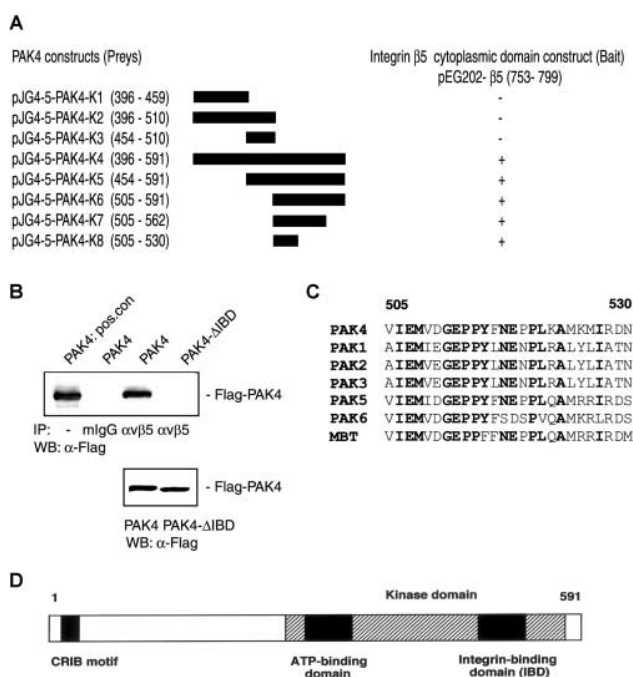 A
PAK4 constructs (Preys)
Integrin β5 cytoplasmic domain construct (Bait)
pEG202- β5 (753- 799)
pJG4-5-PAK4-K1 (396 - 459) -
pJG4-5-PAK4-K2 (396 - 510) -
pJG4-5-PAK4-K3 (454 - 510) -
pJG4-5-PAK4-K4 (396 - 591) +
pJG4-5-PAK4-K5 (454 - 591) +
pJG4-5-PAK4-K6 (505 - 591) +
pJG4-5-PAK4-K7 (505 - 562) +
pJG4-5-PAK4-K8 (505 - 530) +
B
PAK4: pos.con PAK4 PAK4 PAK4-ΔIBD
- Flag-PAK4
IP: - mIgG αvβ5 αvβ5
WB: α-Flag
- Flag-PAK4
PAK4 PAK4-ΔIBD
WB: α-Flag
C
505 530
PAK4 VIEMVDGEPPYFNEPPLKAMKMIRDN
PAK1 AIEMIEGEPPYLNENPLRALYLIATN
PAK2 AIEMVEGEPPYLNENPLRALYLIATN
PAK3 AIEMVEGEPPYLNENPLRALYLIATN
PAK5 VIEMIDGEPPYFNEPPLQAMRRIRDS
PAK6 VIEMVDGEPPYFSDSPVQAMKRLRDS
MBT VIEMVDGEPPFFNEPPLQAMRRIRDM
D
1 Kinase domain 591
CRIB motif ATP-binding domain Integrin-binding domain (IBD)